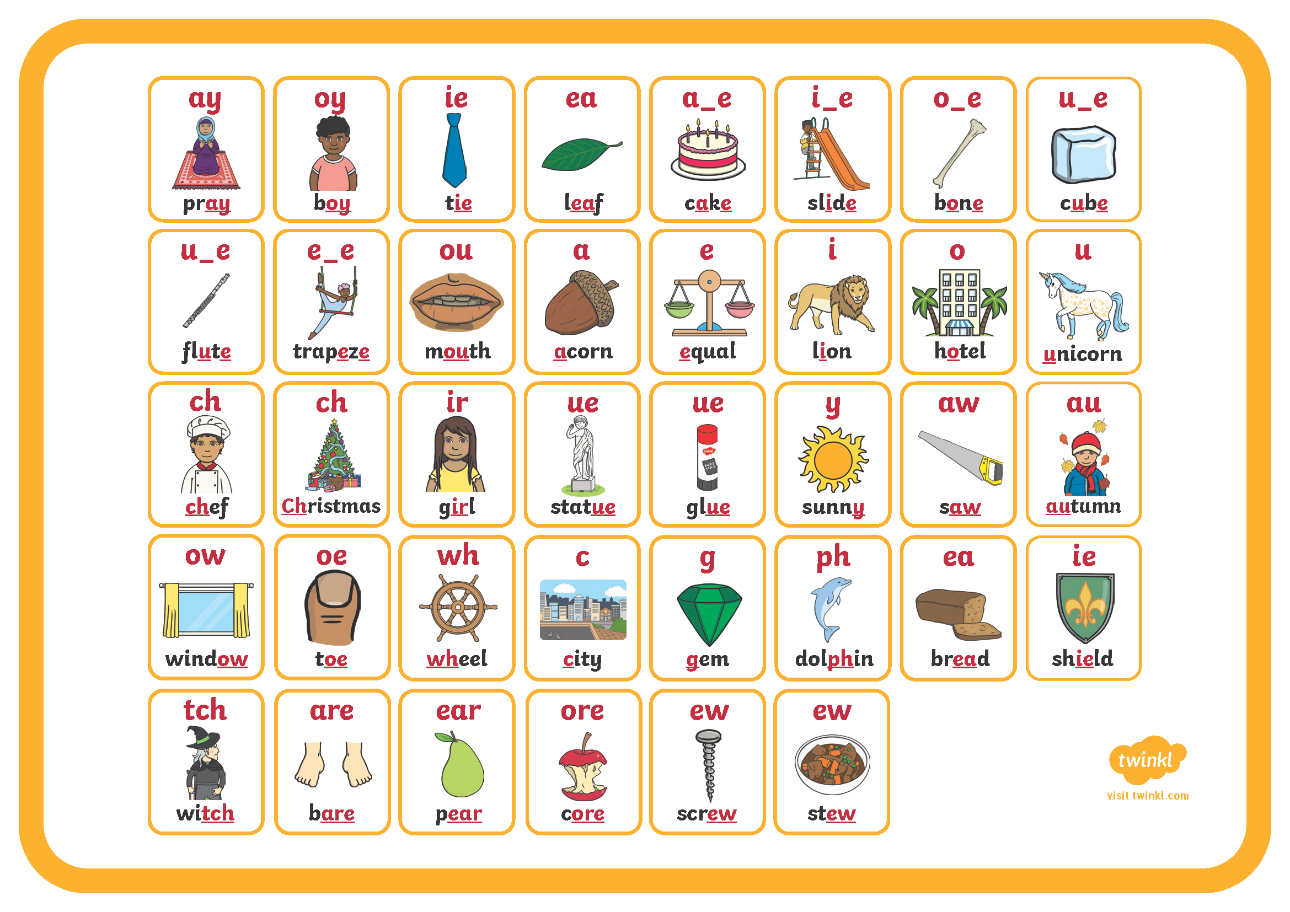 ay oy ie ea a_e i_e o_e u_e
pray boy tie leaf cake slide bone cube
u_e e_e ou a e i o u
flute trapeze mouth acorn equal lion hotel unicorn
ch ch ir ue ue y aw au
chef Christmas girl statue glue sunny saw autumn
ow oe wh c g ph ea ie
window toe wheel city gem dolphin bread shield
tch are ear ore ew ew
witch bare pear core screw stew
twinkl
visit twinkl.com